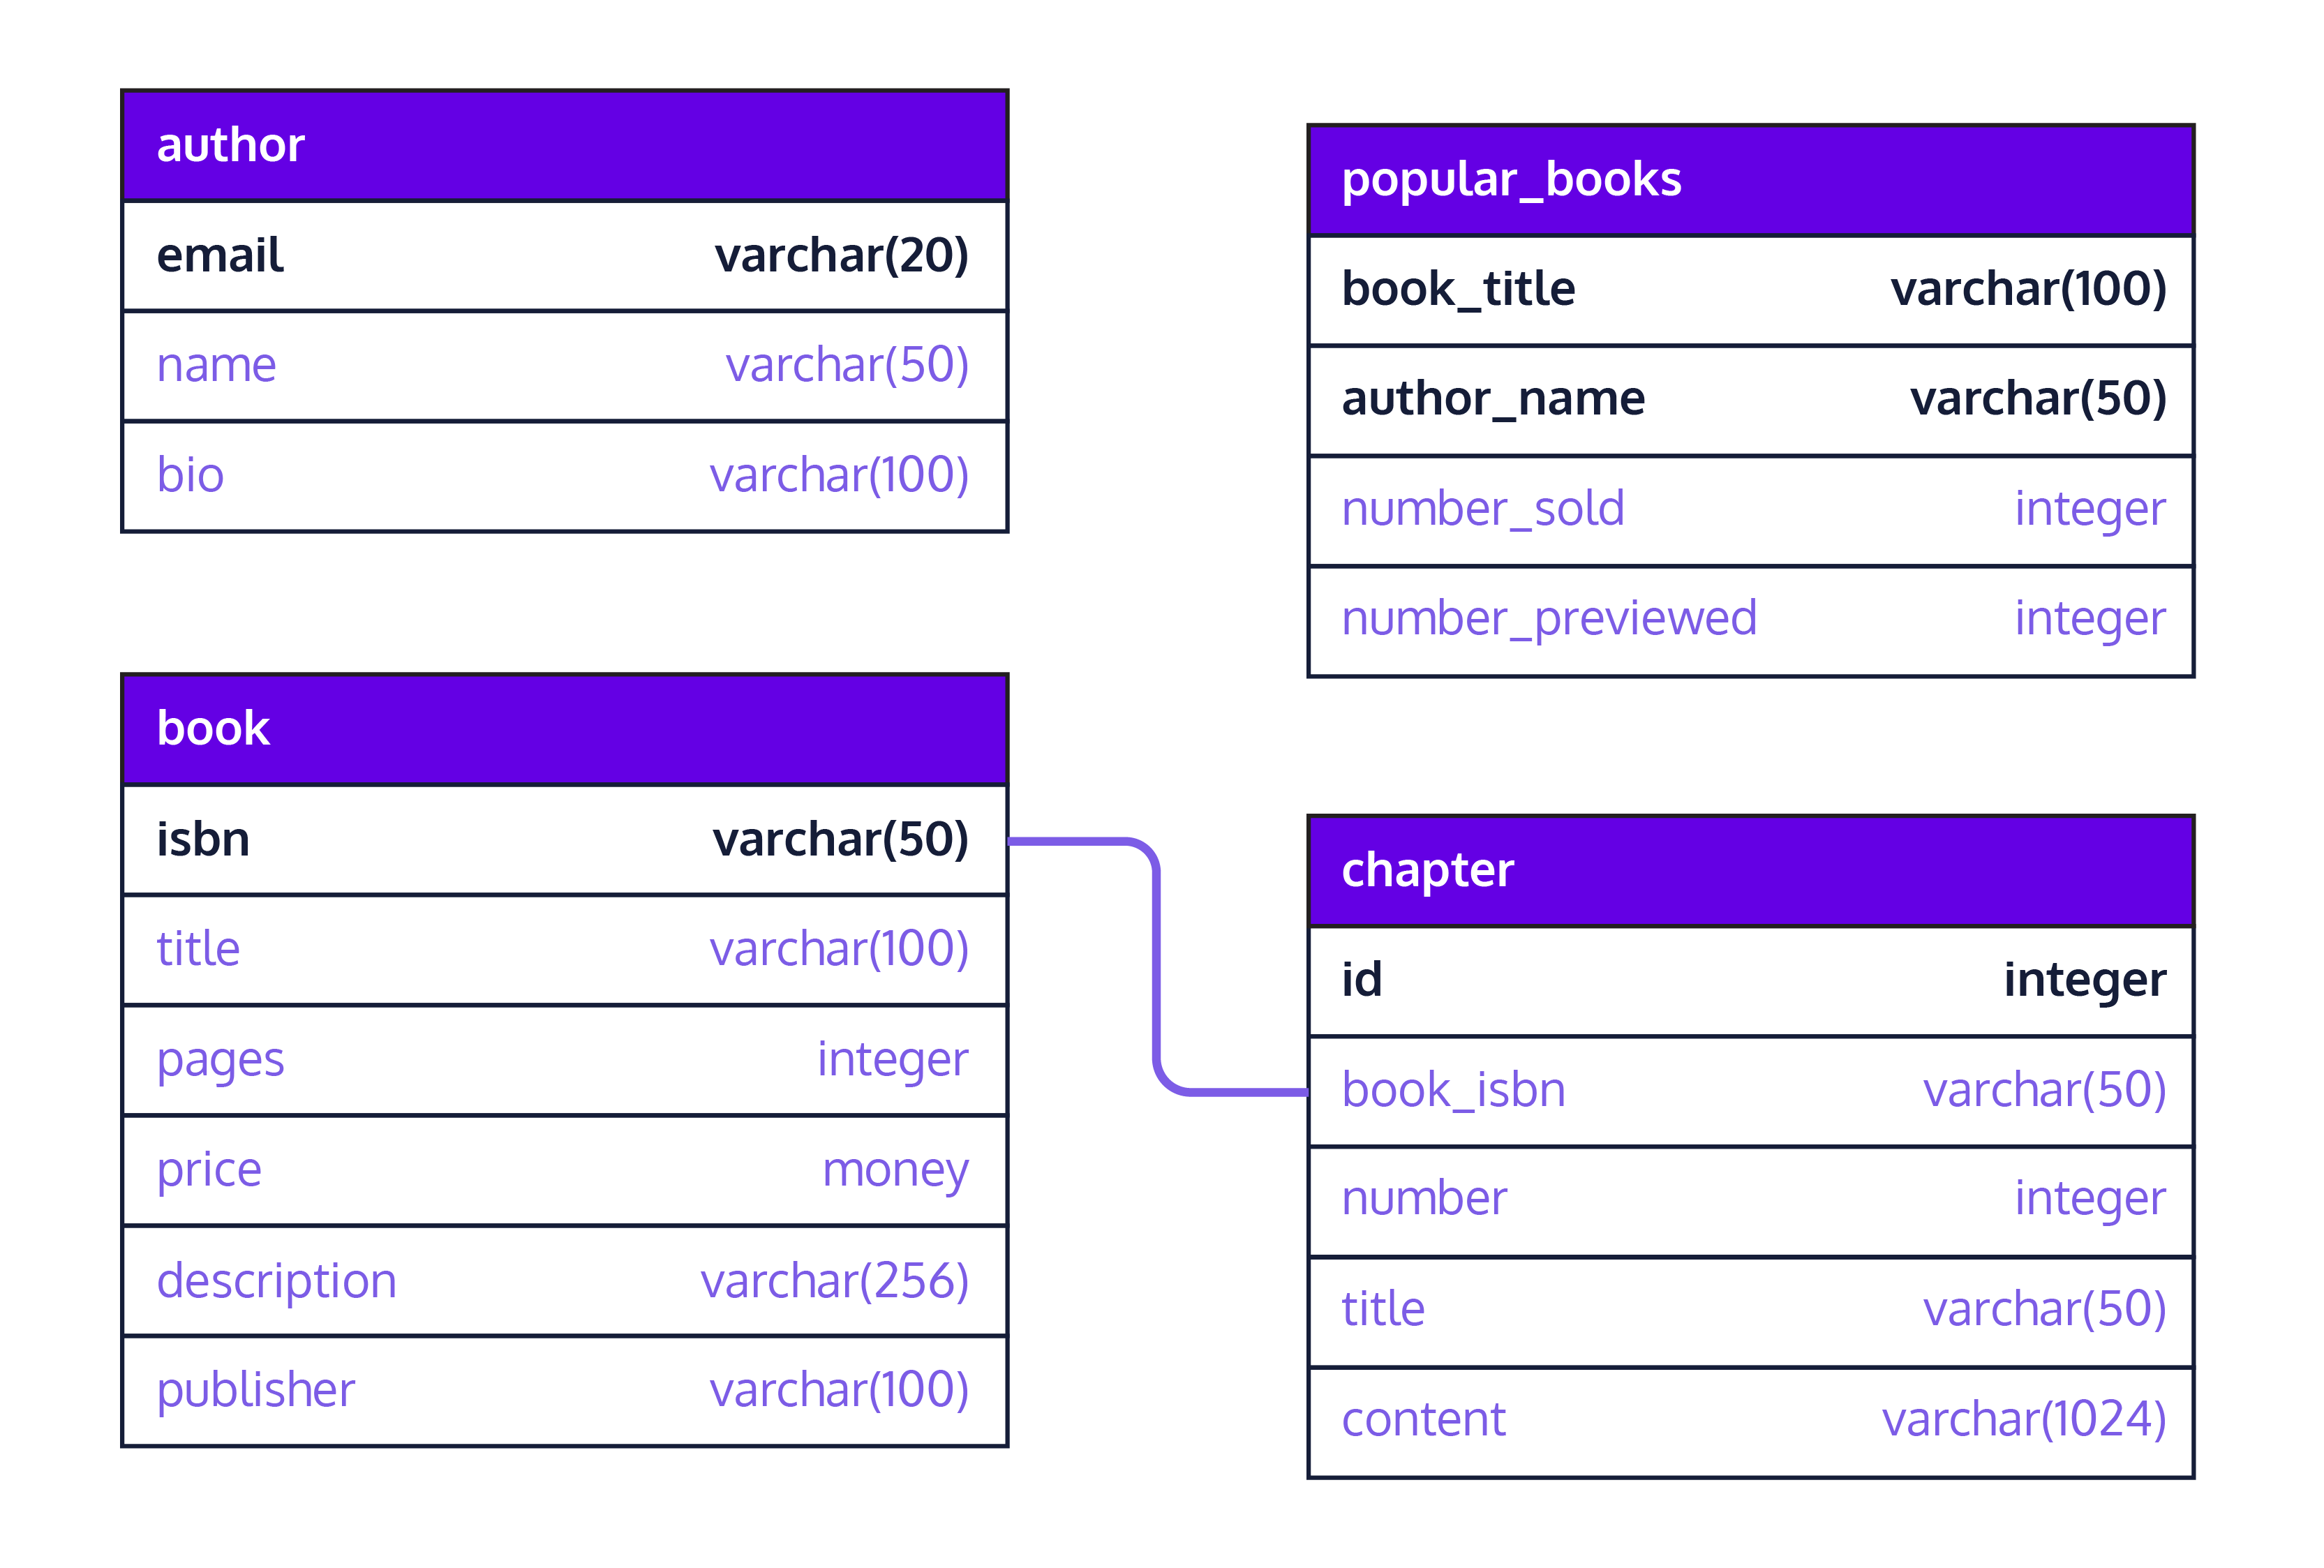 author
email varchar(20)
name varchar(50)
bio varchar(100)
popular_books
book_title varchar(100)
author_name varchar(50)
number_sold integer
number_previewed integer
book
isbn varchar(50)
title varchar(100)
pages integer
price money
description varchar(256)
publisher varchar(100)
chapter
id integer
book_isbn varchar(50)
number integer
title varchar(50)
content varchar(1024)